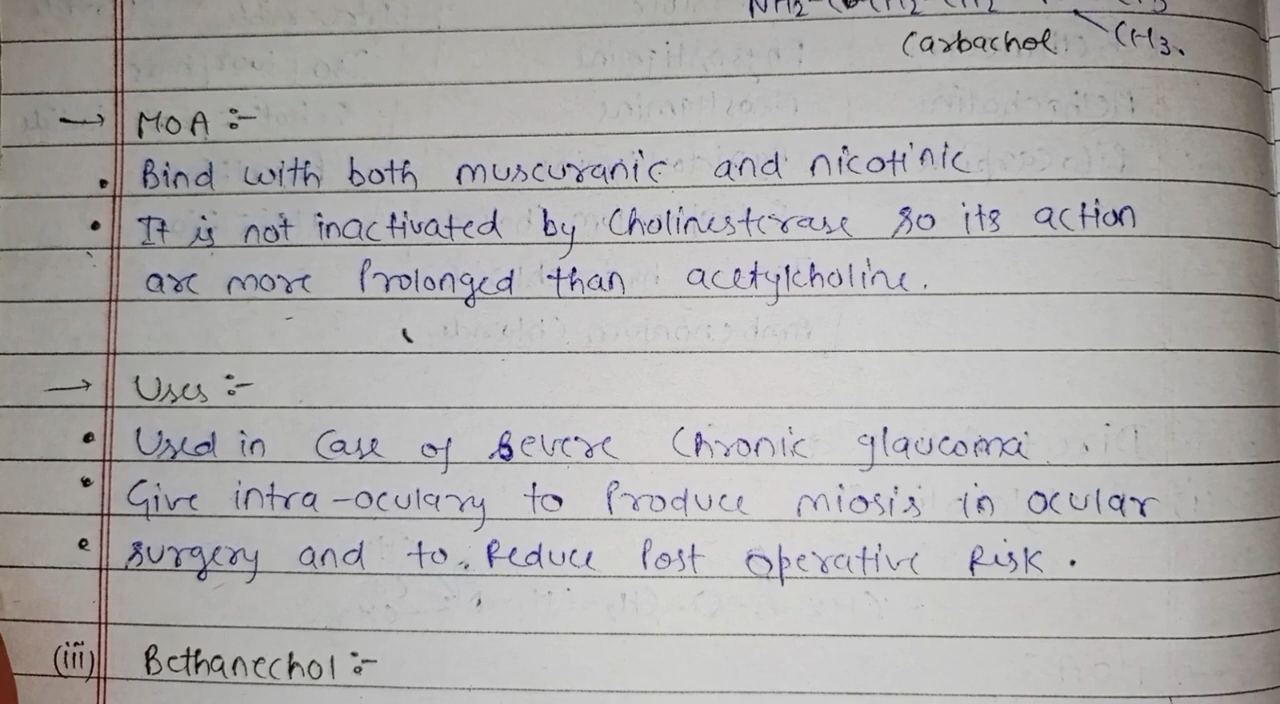 Carbachol CH3.
→ MOA :-
• Bind with both muscuranic and nicotinic
• It is not inactivated by Cholinesterase so its action
are more Prolonged than acetylcholine.
→ Uses :-
• Used in Case of severe Chronic glaucoma
• Give intra-oculary to Produce miosis in ocular
• surgery and to. Reduce Post operative Risk.
(iii) Bethanechol :-